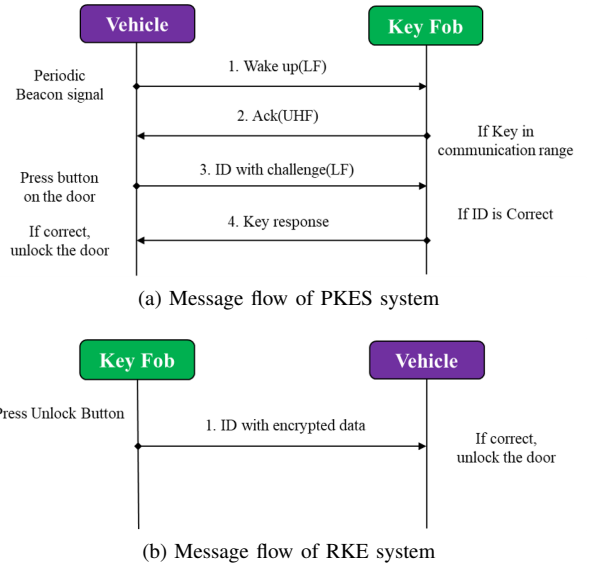 Vehicle
Key Fob
1. Wake up(LF)
Periodic
Beacon signal
2. Ack(UHF)
If Key in
communication range
3. ID with challenge(LF)
Press button
on the door
If ID is Correct
4. Key response
If correct,
unlock the door
(a) Message flow of PKES system
Key Fob
Vehicle
Press Unlock Button
1. ID with encrypted data
If correct,
unlock the door
(b) Message flow of RKE system